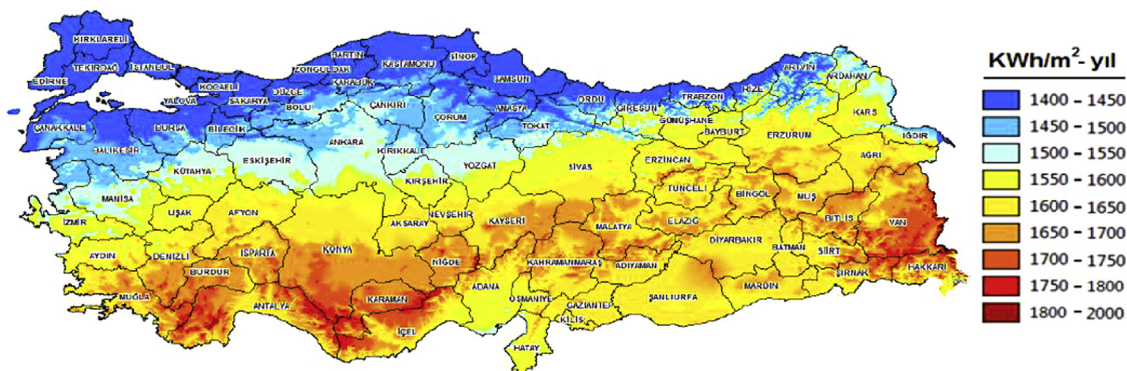 KIRKLARELİ
EDİRNE
TEKİRDAĞ
İSTANBUL
KOCAELİ
YALOVA
SAKARYA
DÜZCE
ZONGULDAK
BARTIN
KARABÜK
KASTAMONU
SİNOP
SAMSUN
BOLU
ÇANKIRI
ÇORUM
AMASYA
TOKAT
ORDU
GİRESUN
TRABZON
RİZE
ARTVİN
ARDAHAN
KARS
IĞDIR
GÜMÜŞHANE
BAYBURT
ERZURUM
AĞRI
ÇANAKKALE
BALIKESİR
BURSA
BİLECİK
KÜTAHYA
ESKİŞEHİR
ANKARA
KIRIKKALE
KIRŞEHİR
YOZGAT
SİVAS
ERZİNCAN
TUNCELİ
BİNGÖL
MUŞ
BİTLİS
VAN
MANİSA
İZMİR
UŞAK
AFYON
AKSARAY
NEVŞEHİR
KAYSERİ
MALATYA
ELAZIĞ
DİYARBAKIR
BATMAN
SİİRT
ŞIRNAK
HAKKARİ
AYDIN
DENİZLİ
ISPARTA
BURDUR
KONYA
NİĞDE
KAHRAMANMARAŞ
ADIYAMAN
MARDİN
ŞANLIURFA
MUĞLA
ANTALYA
KARAMAN
İÇEL
ADANA
OSMANİYE
GAZİANTEP
KİLİS
HATAY
KWh/m²- yıl
1400 - 1450
1450 - 1500
1500 - 1550
1550 - 1600
1600 - 1650
1650 - 1700
1700 - 1750
1750 - 1800
1800 - 2000